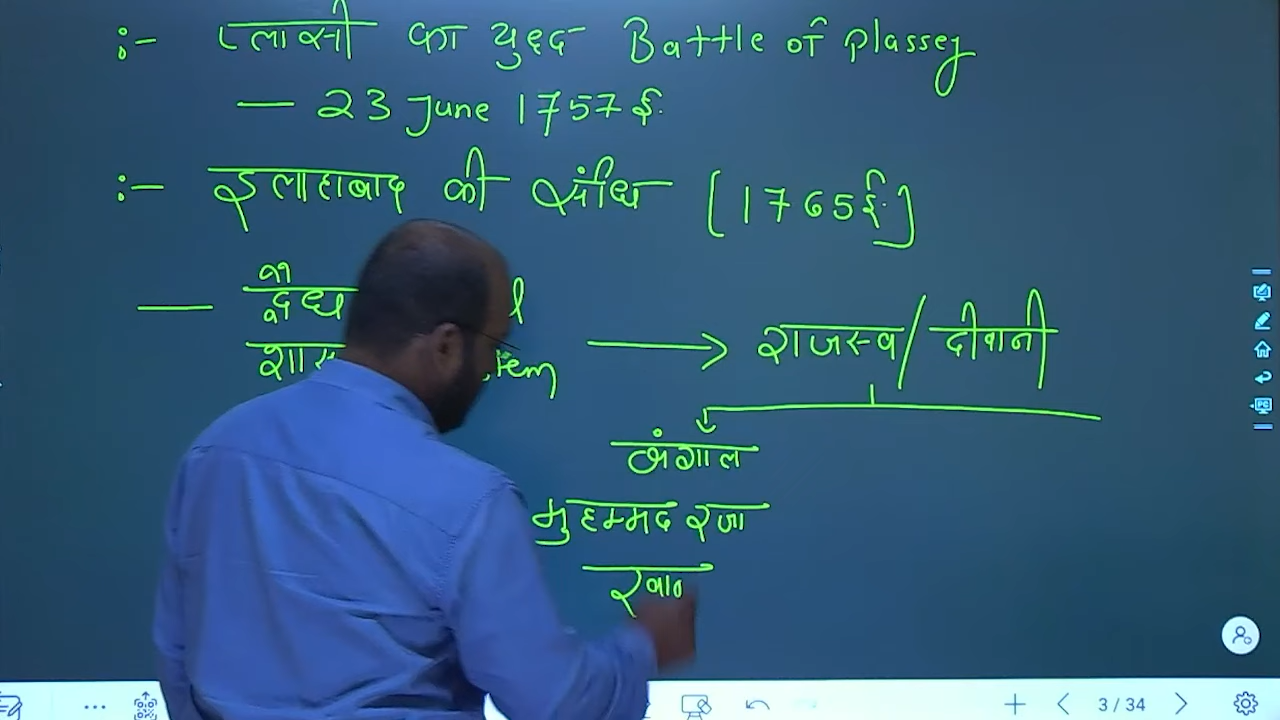 :- प्लासी का युद्ध Battle of Plassey
— 23 June 1757 ई.
:- इलाहाबाद की संधि [1765 ई.]
— द्वैध
→ राजस्व/दीवानी
बंगाल
मुहम्मद रजा
खान
3 / 34